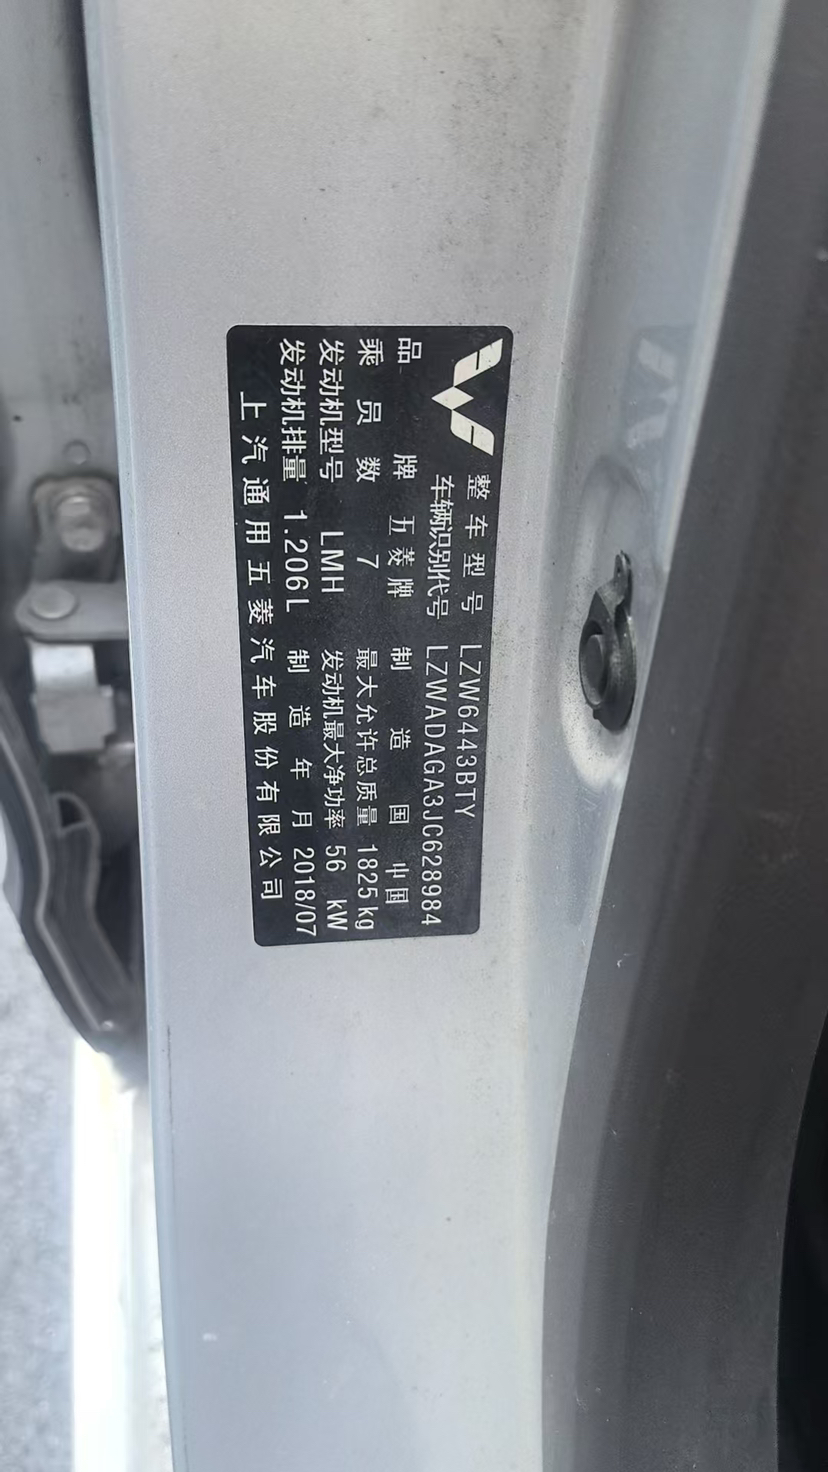 整车型号 LZW6443BTY
车辆识别代号 LZWADAGA3JC628984
品牌 五菱牌 制造国 中国
乘员数 7 最大允许总质量 1825kg
发动机型号 LMH 发动机最大净功率 56 kW
发动机排量 1.206L 制造年月 2018/07
上汽通用五菱汽车股份有限公司